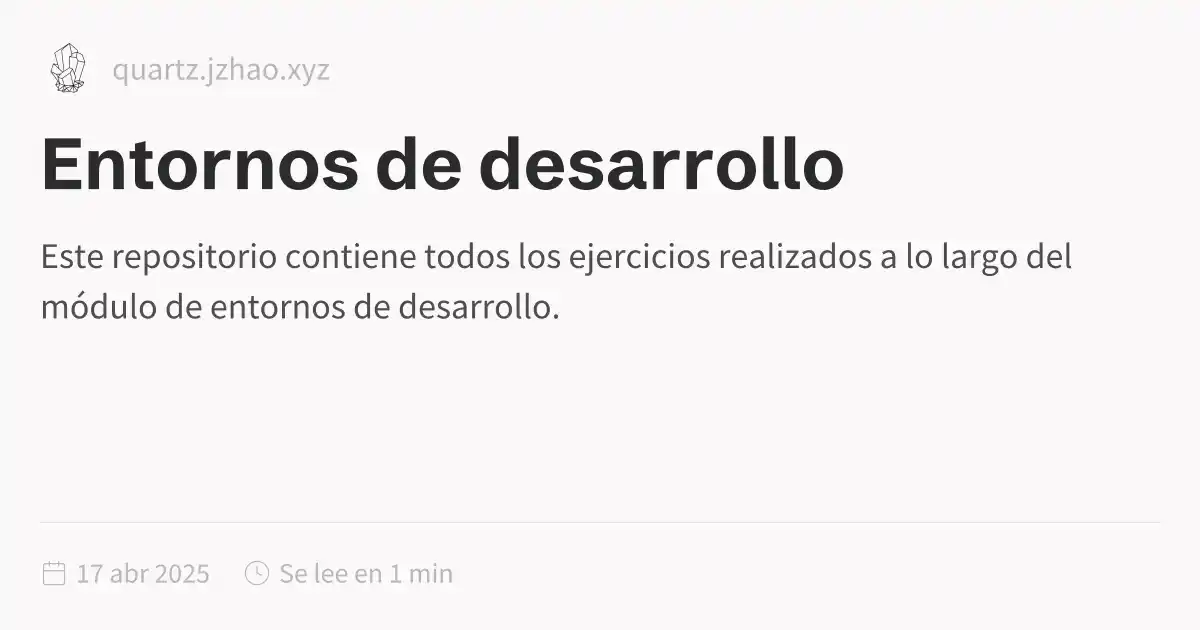 quartz.jzhao.xyz
Entornos de desarrollo
Este repositorio contiene todos los ejercicios realizados a lo largo del
módulo de entornos de desarrollo.
17 abr 2025 Se lee en 1 min